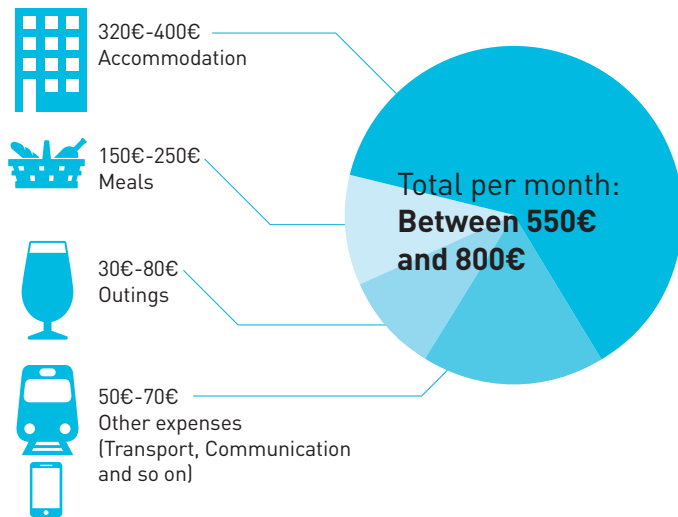 320€-400€
Accommodation
150€-250€
Meals
Total per month:
Between 550€
and 800€
30€-80€
Outings
50€-70€
Other expenses
(Transport, Communication
and so on)